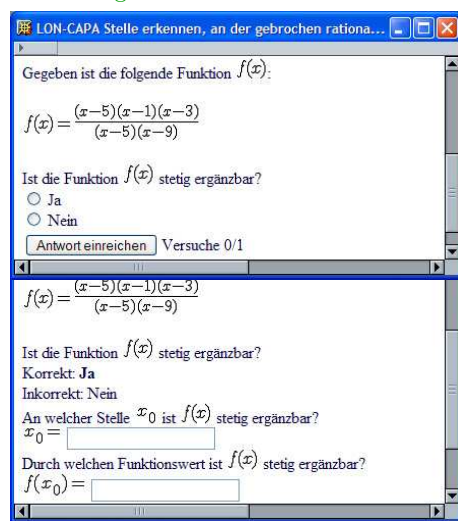 LON-CAPA Stelle erkennen, an der gebrochen rationa...
Gegeben ist die folgende Funktion f(x):
f(x) = (x−5)(x−1)(x−3) / (x−5)(x−9)
Ist die Funktion f(x) stetig ergänzbar?
Ja
Nein
Antwort einreichen Versuche 0/1
f(x) = (x−5)(x−1)(x−3) / (x−5)(x−9)
Ist die Funktion f(x) stetig ergänzbar?
Korrekt: Ja
Inkorrekt: Nein
An welcher Stelle x₀ ist f(x) stetig ergänzbar?
x₀ =
Durch welchen Funktionswert ist f(x) stetig ergänzbar?
f(x₀) =